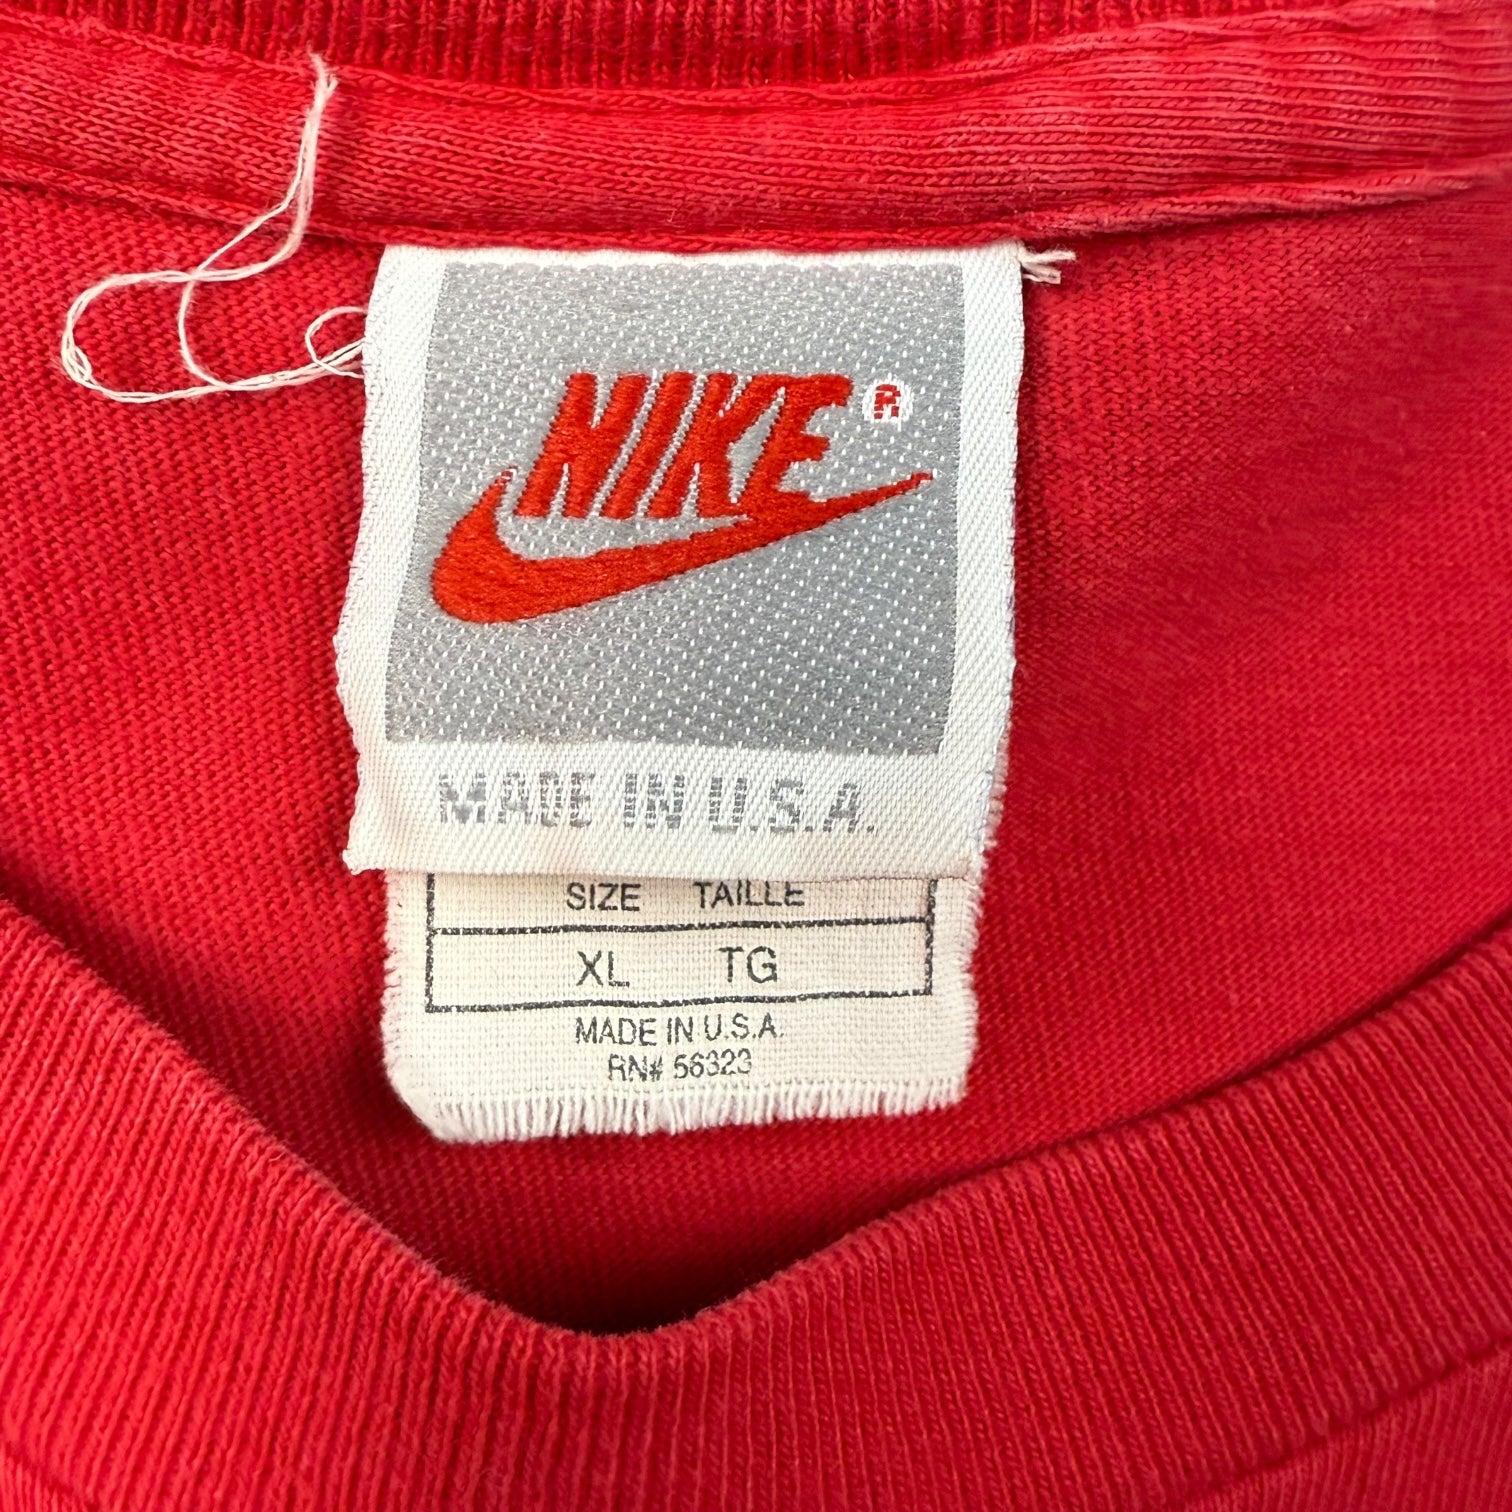 NIKE®
MADE IN U.S.A.
SIZE TAILLE
XL TG
MADE IN U.S.A.
RN# 56323